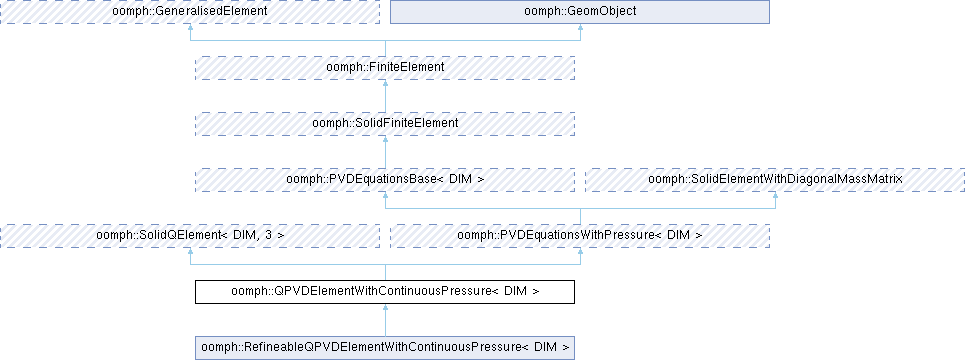 oomph::GeneralisedElement oomph::GeomObject
oomph::FiniteElement
oomph::SolidFiniteElement
oomph::PVDEquationsBase< DIM > oomph::SolidElementWithDiagonalMassMatrix
oomph::SolidQElement< DIM, 3 > oomph::PVDEquationsWithPressure< DIM >
oomph::QPVDElementWithContinuousPressure< DIM >
oomph::RefineableQPVDElementWithContinuousPressure< DIM >